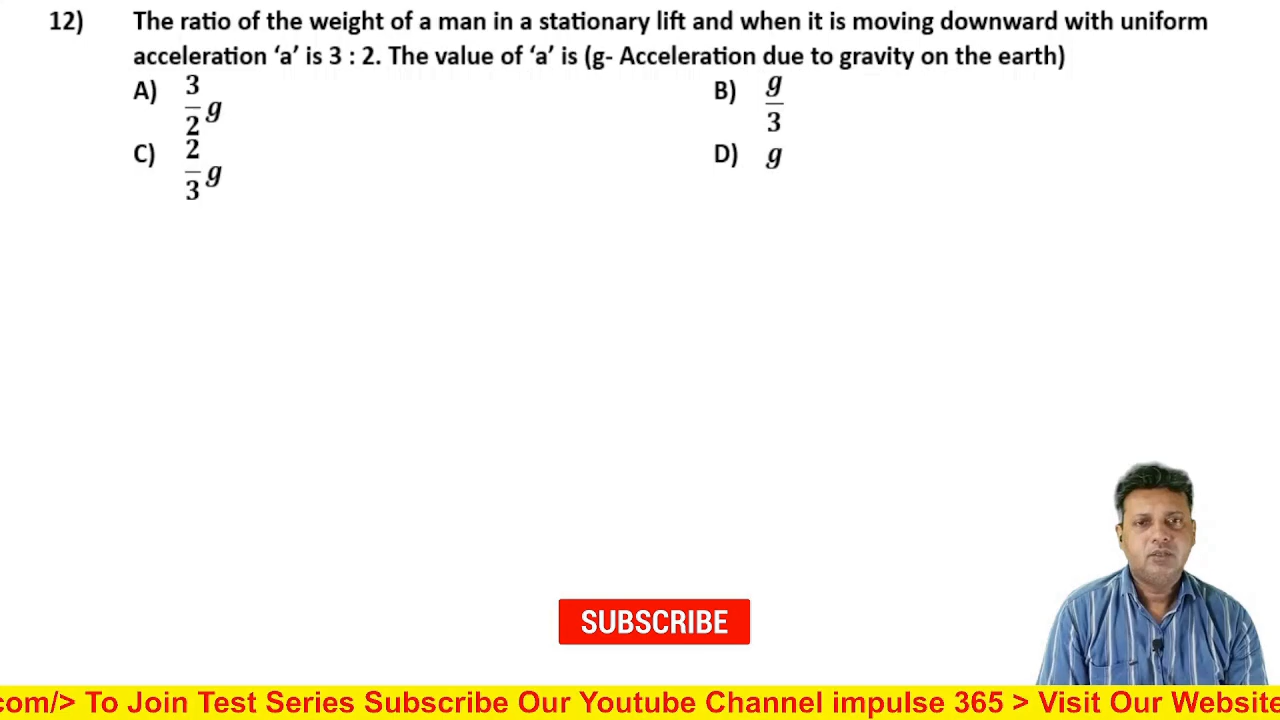 12) The ratio of the weight of a man in a stationary lift and when it is moving downward with uniform
acceleration ‘a’ is 3 : 2. The value of ‘a’ is (g- Acceleration due to gravity on the earth)
A) 3/2 g B) g/3
C) 2/3 g D) g
SUBSCRIBE
com/> To Join Test Series Subscribe Our Youtube Channel impulse 365 > Visit Our Website